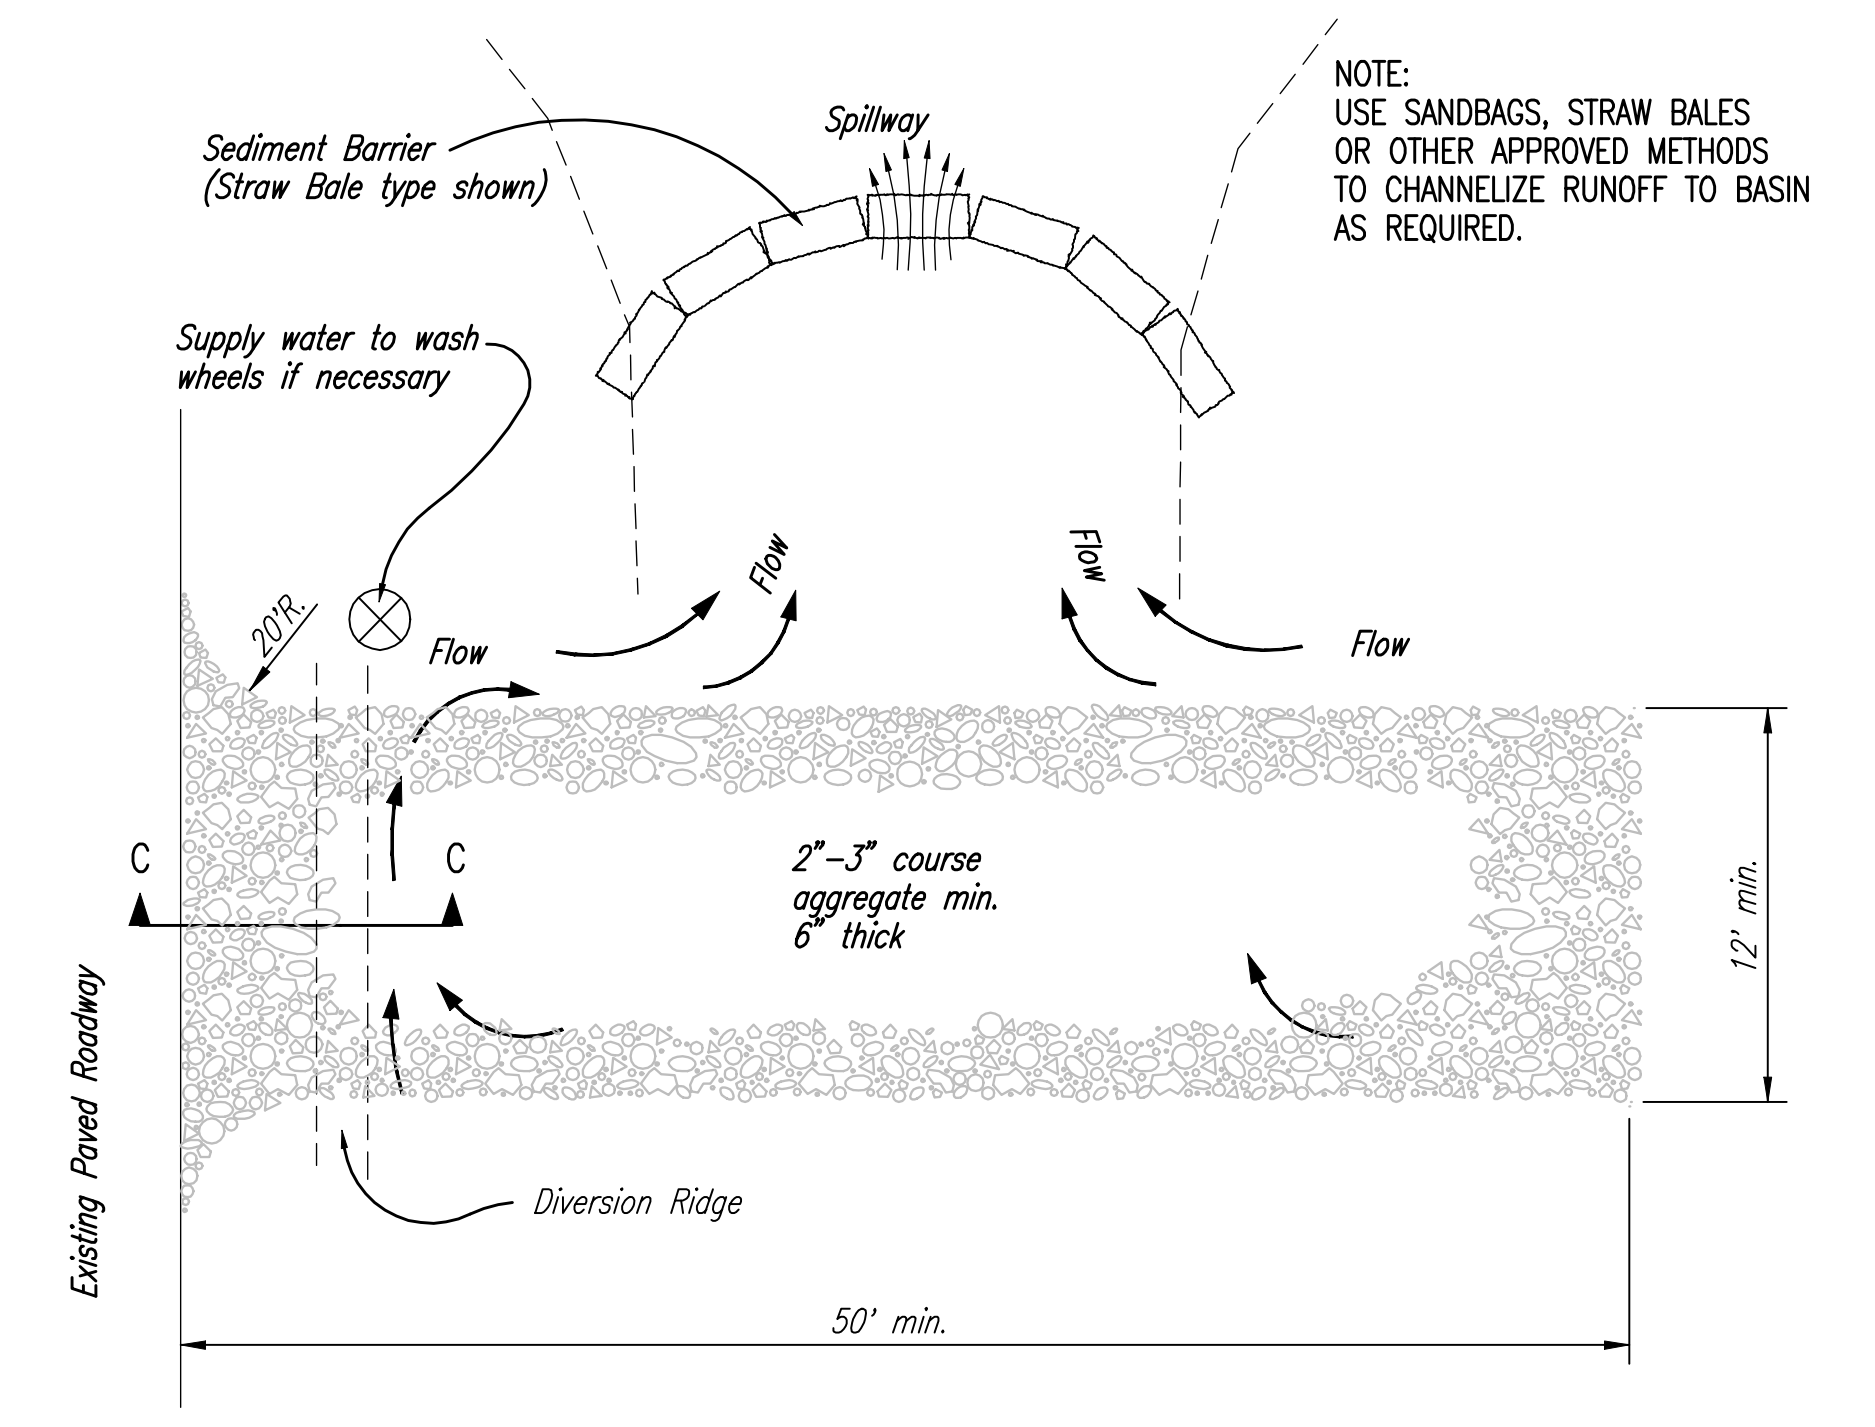 NOTE:
USE SANDBAGS, STRAW BALES
OR OTHER APPROVED METHODS
TO CHANNELIZE RUNOFF TO BASIN
AS REQUIRED.
Spillway
Sediment Barrier
(Straw Bale type shown)
Supply water to wash
wheels if necessary
20'R.
Flow
Flow
Flow
Flow
C
C
2"-3" course
aggregate min.
6" thick
12' min.
Existing Paved Roadway
Diversion Ridge
50' min.